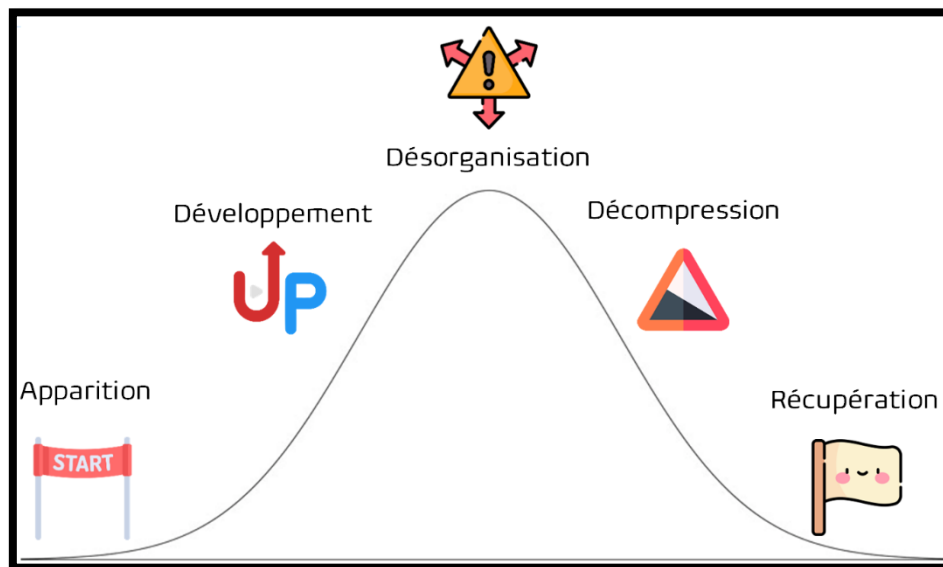 Désorganisation
Développement
Décompression
UP
Apparition
Récupération
START